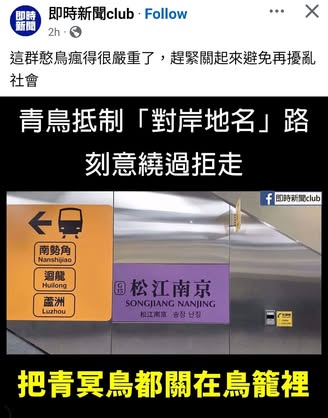 即時新聞
即時新聞club · Follow
2h ·
這群憨鳥瘋得很嚴重了，趕緊關起來避免再擾亂社會
青鳥抵制「對岸地名」路
刻意繞過拒走
即時新聞club
南勢角
Nanshijiao
迴龍
Huilong
蘆洲
Luzhou
松江南京
SONGJIANG NANJING
松江南京 송장 난징
把青冥鳥都關在鳥籠裡